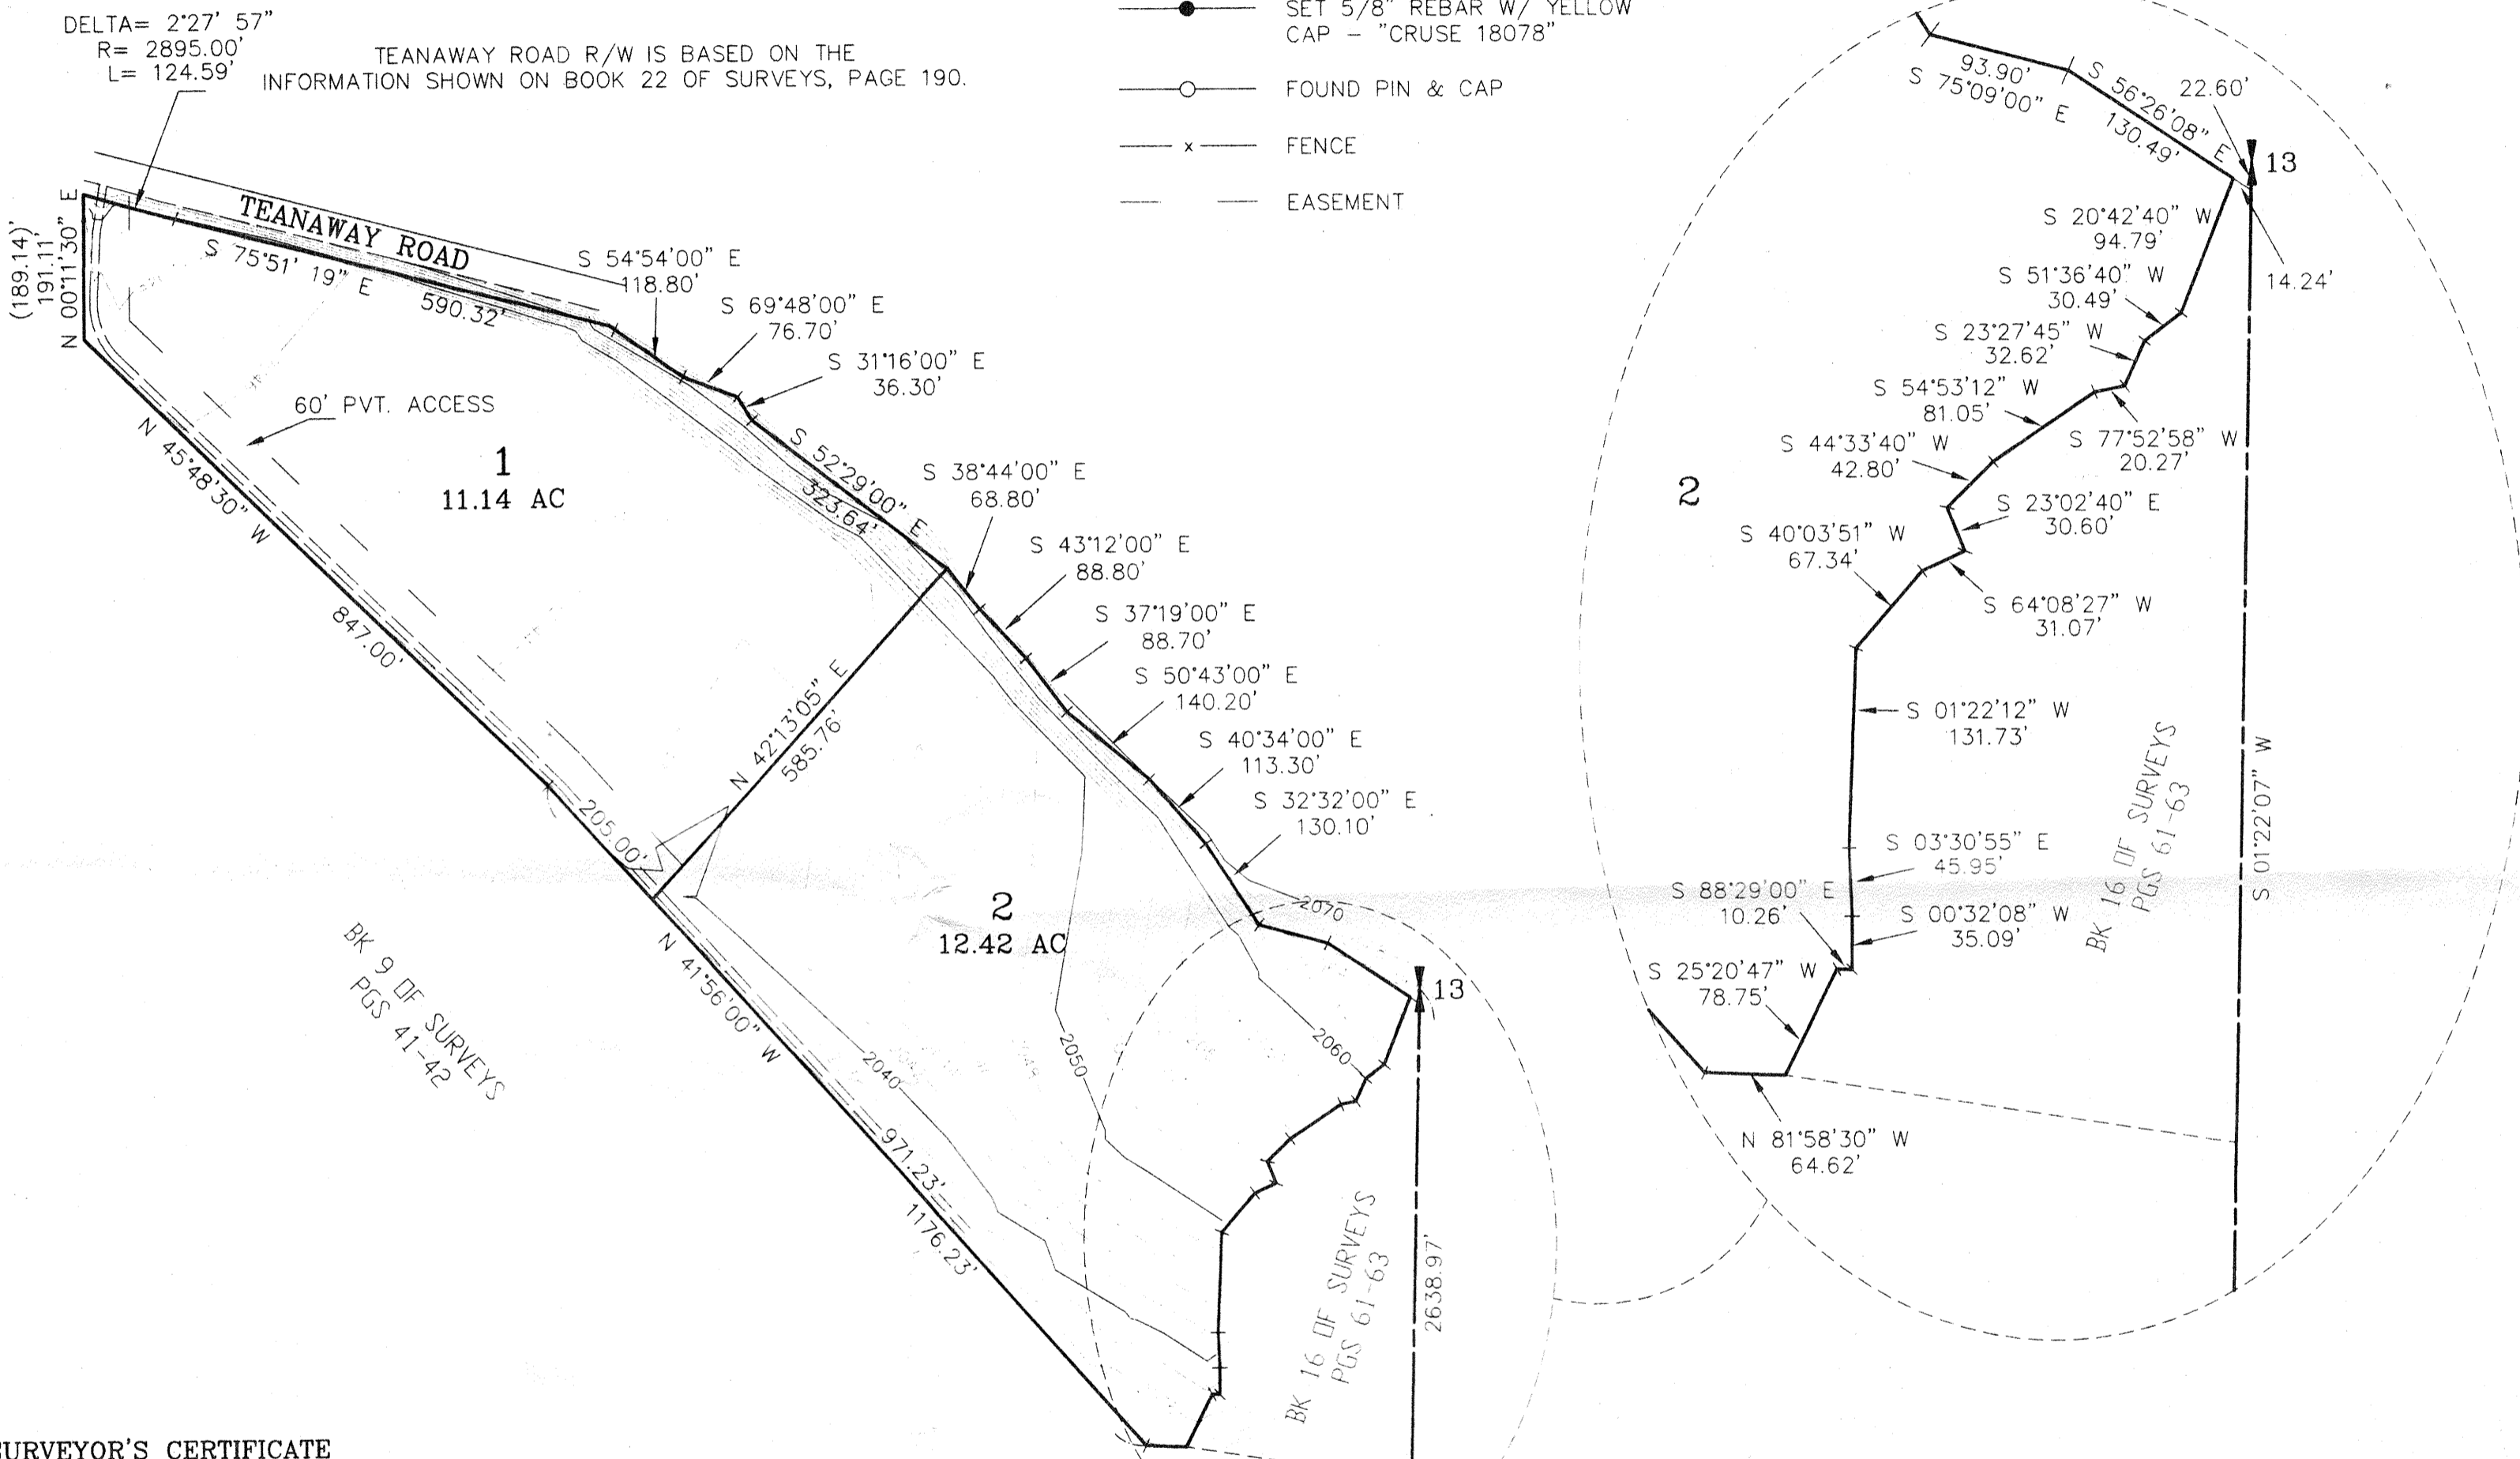 DELTA= 2°27' 57"
R= 2895.00'
L= 124.59'
TEANAWAY ROAD R/W IS BASED ON THE
INFORMATION SHOWN ON BOOK 22 OF SURVEYS, PAGE 190.
SET 5/8" REBAR W/ YELLOW
CAP - "CRUSE 18078"
FOUND PIN & CAP
x FENCE
EASEMENT
(189.14)'
191.11'
N 00°11'30" E
TEANAWAY ROAD
S 75°51' 19" E
590.32'
S 54°54'00" E
118.80'
S 69°48'00" E
76.70'
S 31°16'00" E
36.30'
60' PVT. ACCESS
1
11.14 AC
S 52°29'00" E
323.64'
S 38°44'00" E
68.80'
S 43°12'00" E
88.80'
S 37°19'00" E
88.70'
S 50°43'00" E
140.20'
S 40°34'00" E
113.30'
S 32°32'00" E
130.10'
N 45°48'30" W
847.00'
N 42°13'05" E
585.76'
205.00'
2
12.42 AC
N 41°56'00" W
971.23'
1176.23'
2040
2050
2060
2070
13
BK 9 OF SURVEYS
PGS 41-42
BK 16 OF SURVEYS
PGS 61-63
2638.97'
93.90'
S 75°09'00" E
S 56°26'08" E
130.49'
22.60'
13
14.24'
S 20°42'40" W
94.79'
S 51°36'40" W
30.49'
S 23°27'45" W
32.62'
S 54°53'12" W
81.05'
S 77°52'58" W
20.27'
S 44°33'40" W
42.80'
2
S 23°02'40" E
30.60'
S 40°03'51" W
67.34'
S 64°08'27" W
31.07'
S 01°22'12" W
131.73'
S 03°30'55" E
45.95'
S 88°29'00" E
10.26'
S 00°32'08" W
35.09'
S 25°20'47" W
78.75'
N 81°58'30" W
64.62'
BK 16 OF SURVEYS
PGS 61-63
S 01°22'07" W
SURVEYOR'S CERTIFICATE